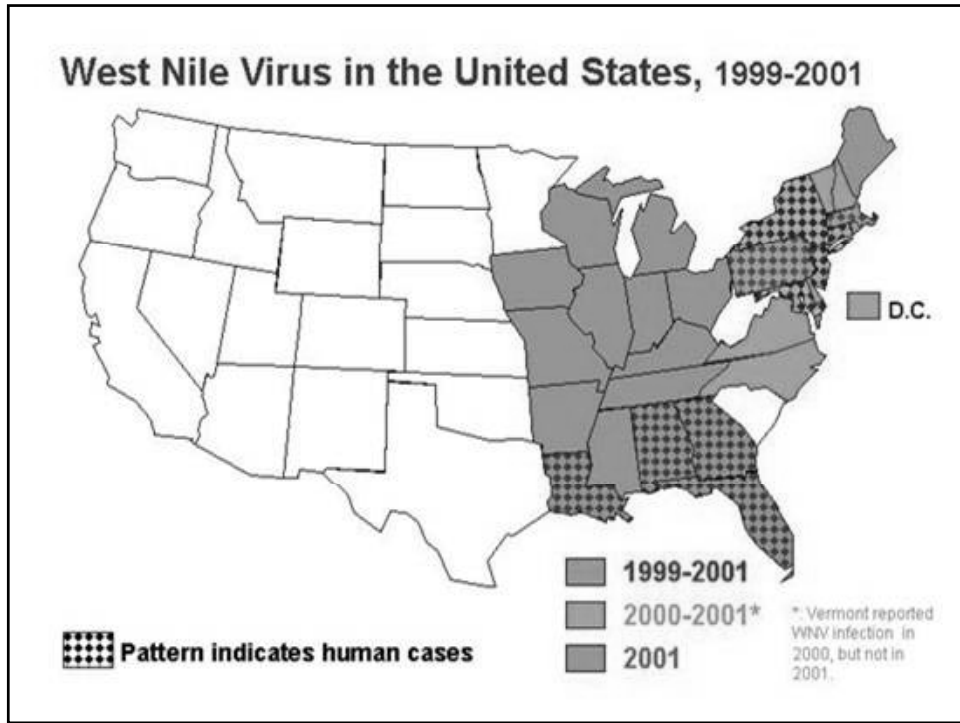 West Nile Virus in the United States, 1999-2001
D.C.
1999-2001
2000-2001*
2001
*: Vermont reported
WNV infection in
2000, but not in
2001.
Pattern indicates human cases